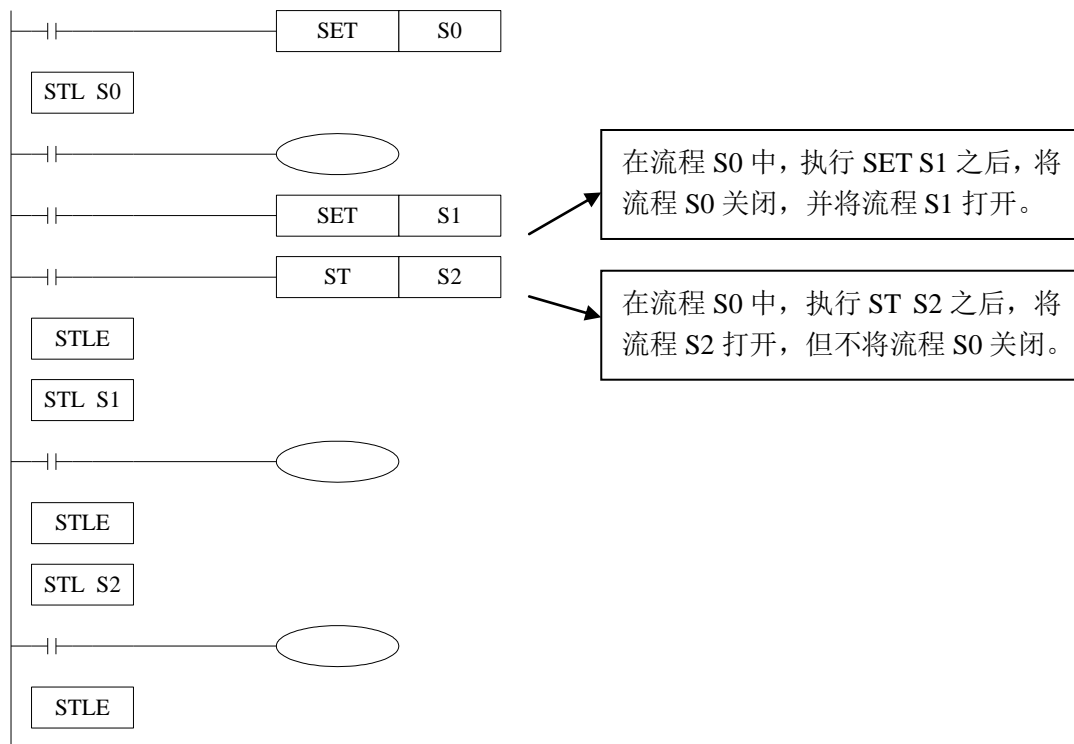 SET S0
STL S0
在流程 S0 中，执行 SET S1 之后，将
流程 S0 关闭，并将流程 S1 打开。
SET S1
ST S2
在流程 S0 中，执行 ST S2 之后，将
流程 S2 打开，但不将流程 S0 关闭。
STLE
STL S1
STLE
STL S2
STLE